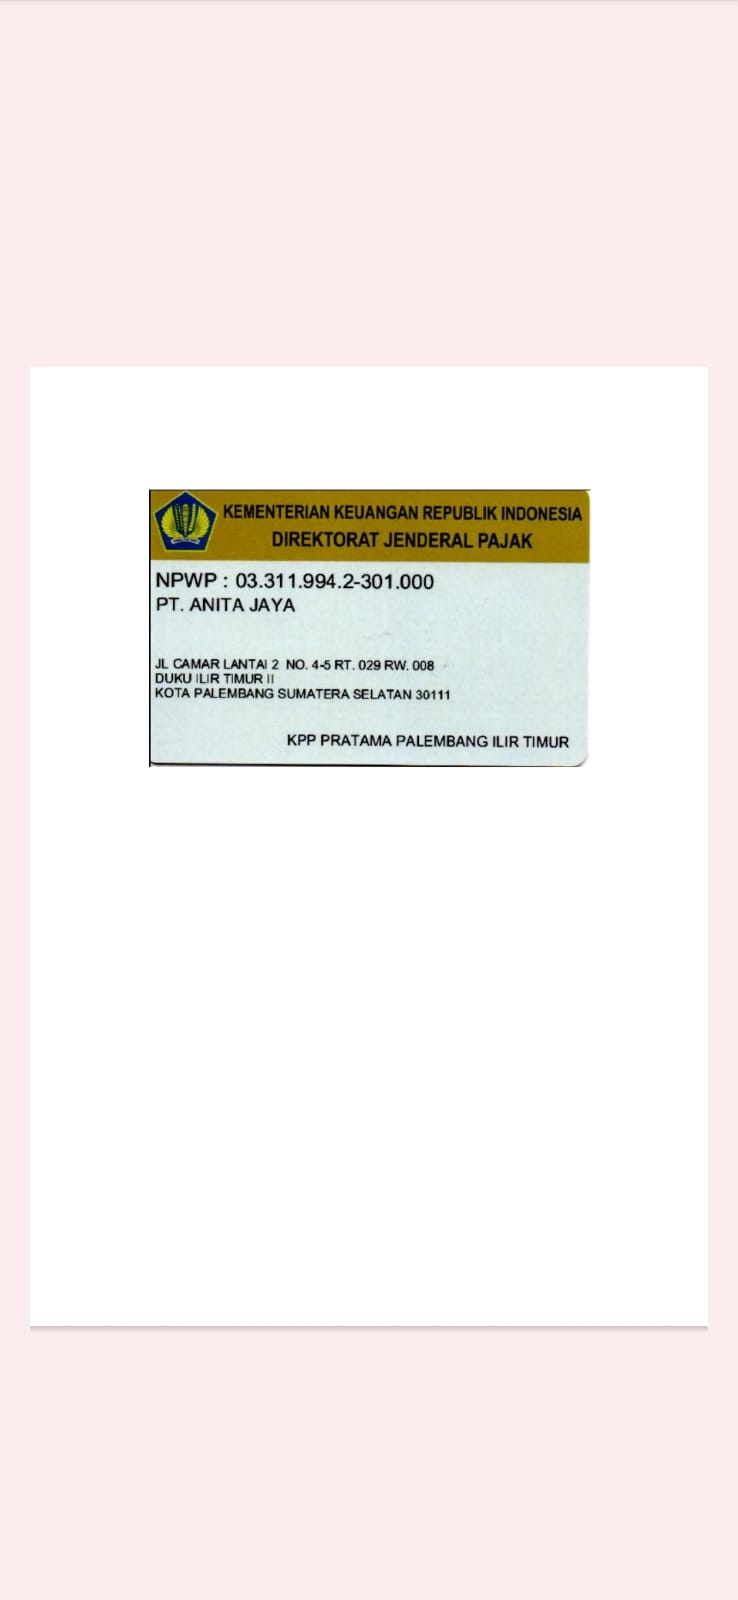 KEMENTERIAN KEUANGAN REPUBLIK INDONESIA
DIREKTORAT JENDERAL PAJAK
NPWP : 03.311.994.2-301.000
PT. ANITA JAYA
JL CAMAR LANTAI 2 NO. 4-5 RT. 029 RW. 008
DUKU ILIR TIMUR II
KOTA PALEMBANG SUMATERA SELATAN 30111
KPP PRATAMA PALEMBANG ILIR TIMUR